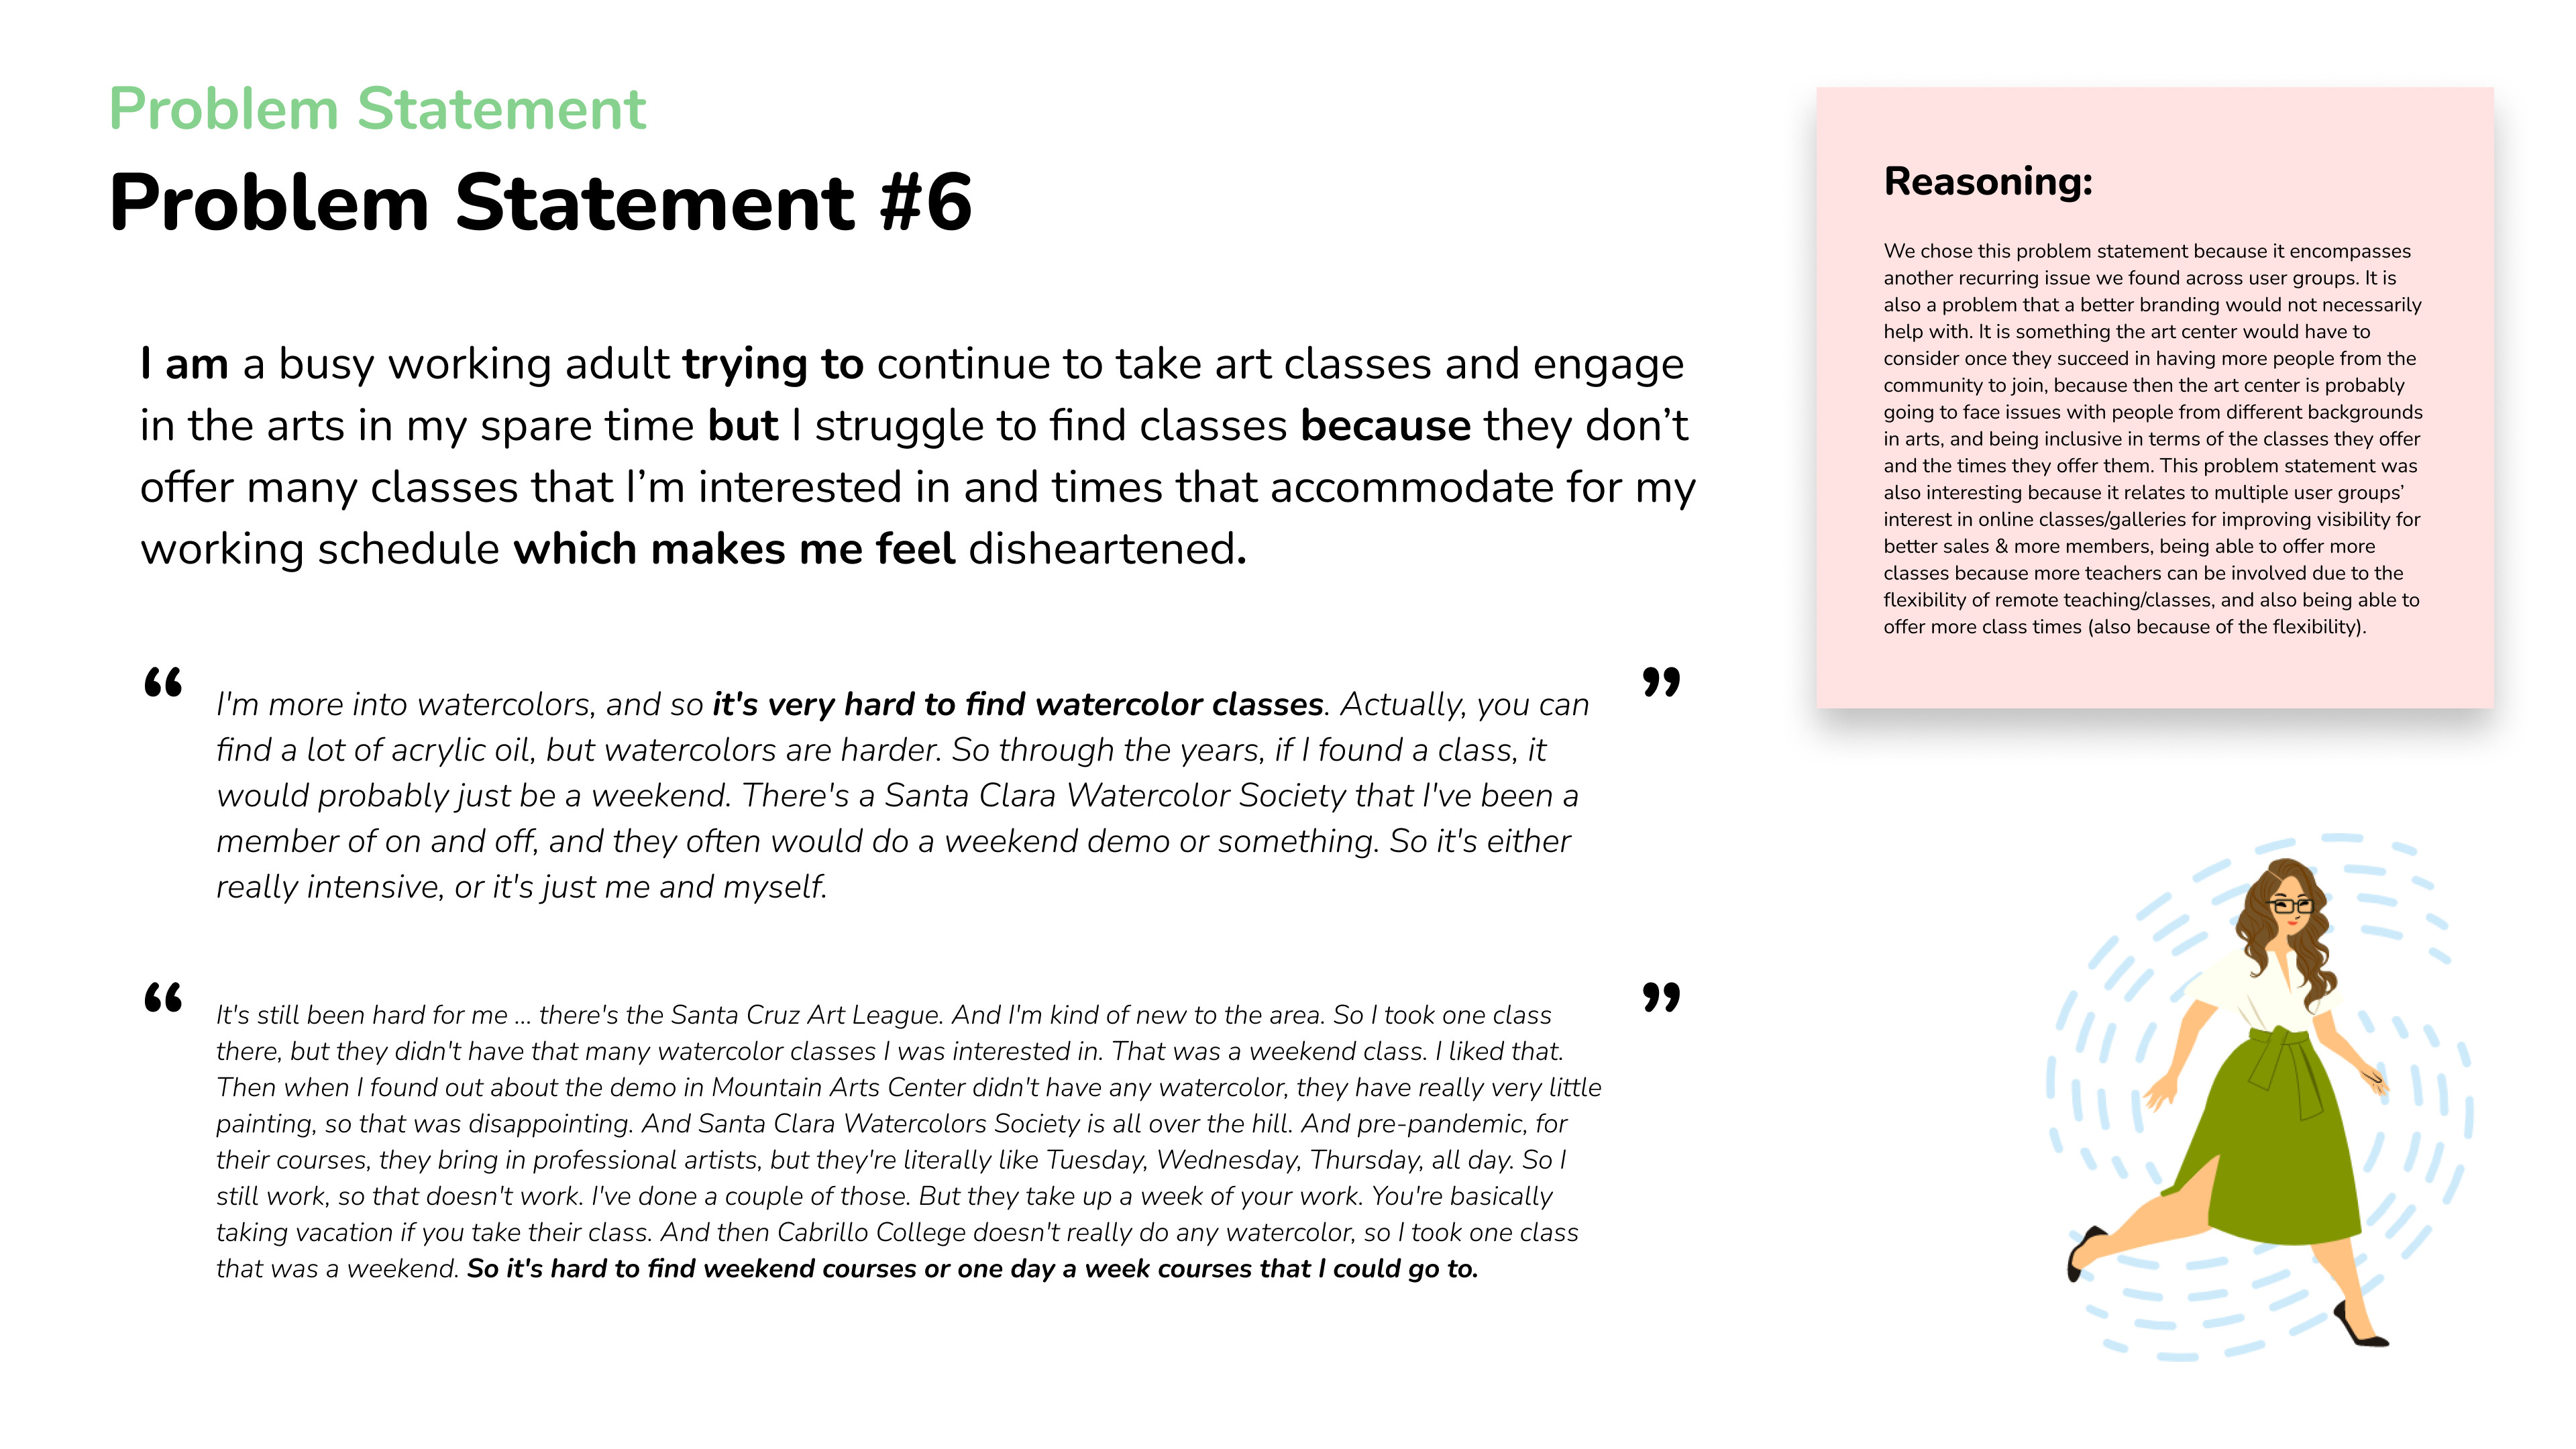 Problem Statement
Problem Statement #6
I am a busy working adult trying to continue to take art classes and engage
in the arts in my spare time but I struggle to find classes because they don’t
offer many classes that I’m interested in and times that accommodate for my
working schedule which makes me feel disheartened.
“ I'm more into watercolors, and so it's very hard to find watercolor classes. Actually, you can ”
find a lot of acrylic oil, but watercolors are harder. So through the years, if I found a class, it
would probably just be a weekend. There's a Santa Clara Watercolor Society that I've been a
member of on and off, and they often would do a weekend demo or something. So it's either
really intensive, or it's just me and myself.
“ It's still been hard for me ... there's the Santa Cruz Art League. And I'm kind of new to the area. So I took one class ”
there, but they didn't have that many watercolor classes I was interested in. That was a weekend class. I liked that.
Then when I found out about the demo in Mountain Arts Center didn't have any watercolor, they have really very little
painting, so that was disappointing. And Santa Clara Watercolors Society is all over the hill. And pre-pandemic, for
their courses, they bring in professional artists, but they're literally like Tuesday, Wednesday, Thursday, all day. So I
still work, so that doesn't work. I've done a couple of those. But they take up a week of your work. You're basically
taking vacation if you take their class. And then Cabrillo College doesn't really do any watercolor, so I took one class
that was a weekend. So it's hard to find weekend courses or one day a week courses that I could go to.
Reasoning:
We chose this problem statement because it encompasses
another recurring issue we found across user groups. It is
also a problem that a better branding would not necessarily
help with. It is something the art center would have to
consider once they succeed in having more people from the
community to join, because then the art center is probably
going to face issues with people from different backgrounds
in arts, and being inclusive in terms of the classes they offer
and the times they offer them. This problem statement was
also interesting because it relates to multiple user groups’
interest in online classes/galleries for improving visibility for
better sales & more members, being able to offer more
classes because more teachers can be involved due to the
flexibility of remote teaching/classes, and also being able to
offer more class times (also because of the flexibility).